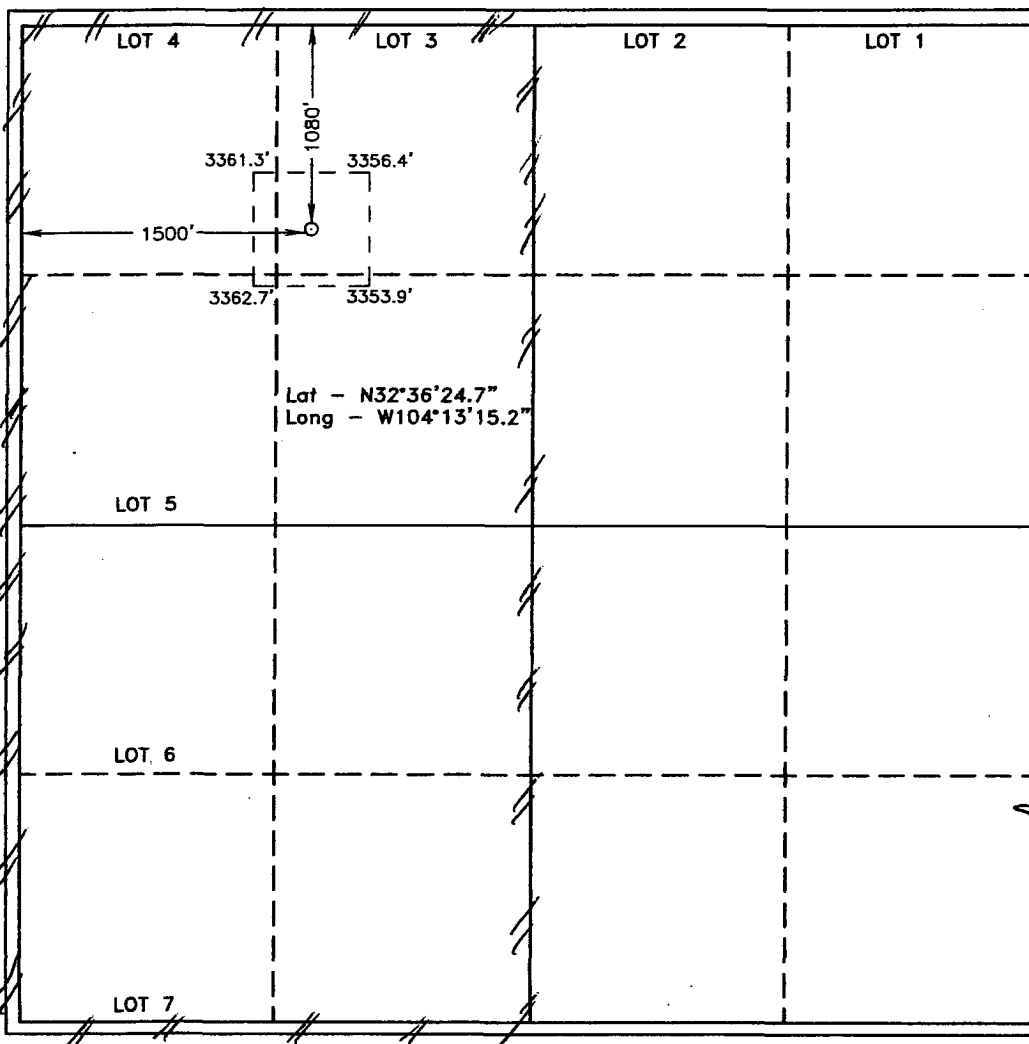 LOT 4 LOT 3 LOT 2 LOT 1
1080'
3361.3' 3356.4'
1500'
3362.7' 3353.9'
Lat - N32°36'24.7"
Long - W104°13'15.2"
LOT 5
LOT 6
LOT 7